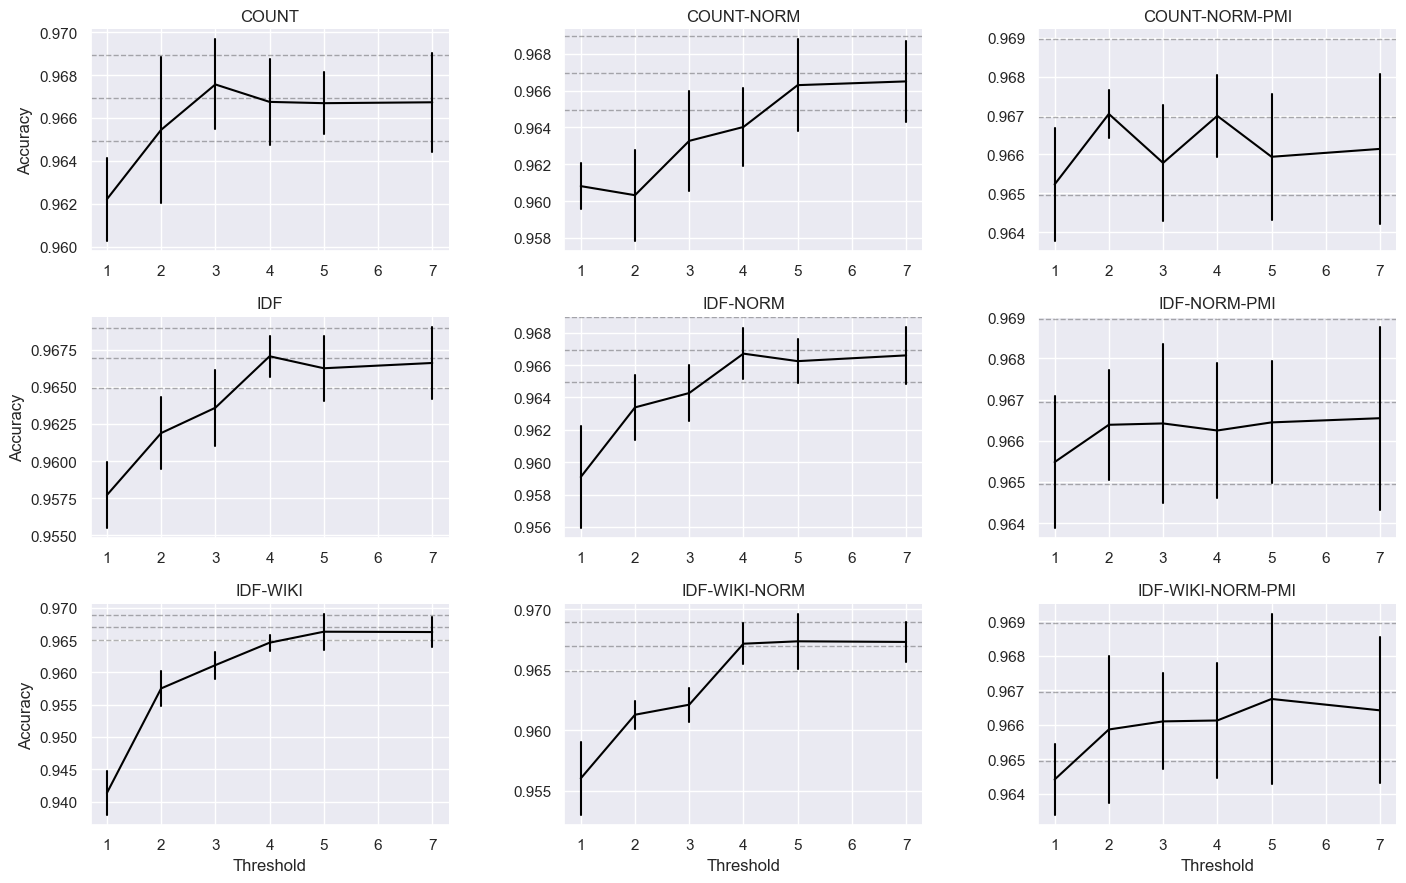 COUNT
COUNT-NORM
COUNT-NORM-PMI
Accuracy
0.970
0.968
0.966
0.964
0.962
0.960
1 2 3 4 5 6 7
0.968
0.966
0.964
0.962
0.960
0.958
1 2 3 4 5 6 7
0.969
0.968
0.967
0.966
0.965
0.964
1 2 3 4 5 6 7
IDF
IDF-NORM
IDF-NORM-PMI
Accuracy
0.9675
0.9650
0.9625
0.9600
0.9575
0.9550
1 2 3 4 5 6 7
0.968
0.966
0.964
0.962
0.960
0.958
0.956
1 2 3 4 5 6 7
0.969
0.968
0.967
0.966
0.965
0.964
1 2 3 4 5 6 7
IDF-WIKI
IDF-WIKI-NORM
IDF-WIKI-NORM-PMI
Accuracy
0.970
0.965
0.960
0.955
0.950
0.945
0.940
1 2 3 4 5 6 7
Threshold
0.970
0.965
0.960
0.955
1 2 3 4 5 6 7
Threshold
0.969
0.968
0.967
0.966
0.965
0.964
1 2 3 4 5 6 7
Threshold